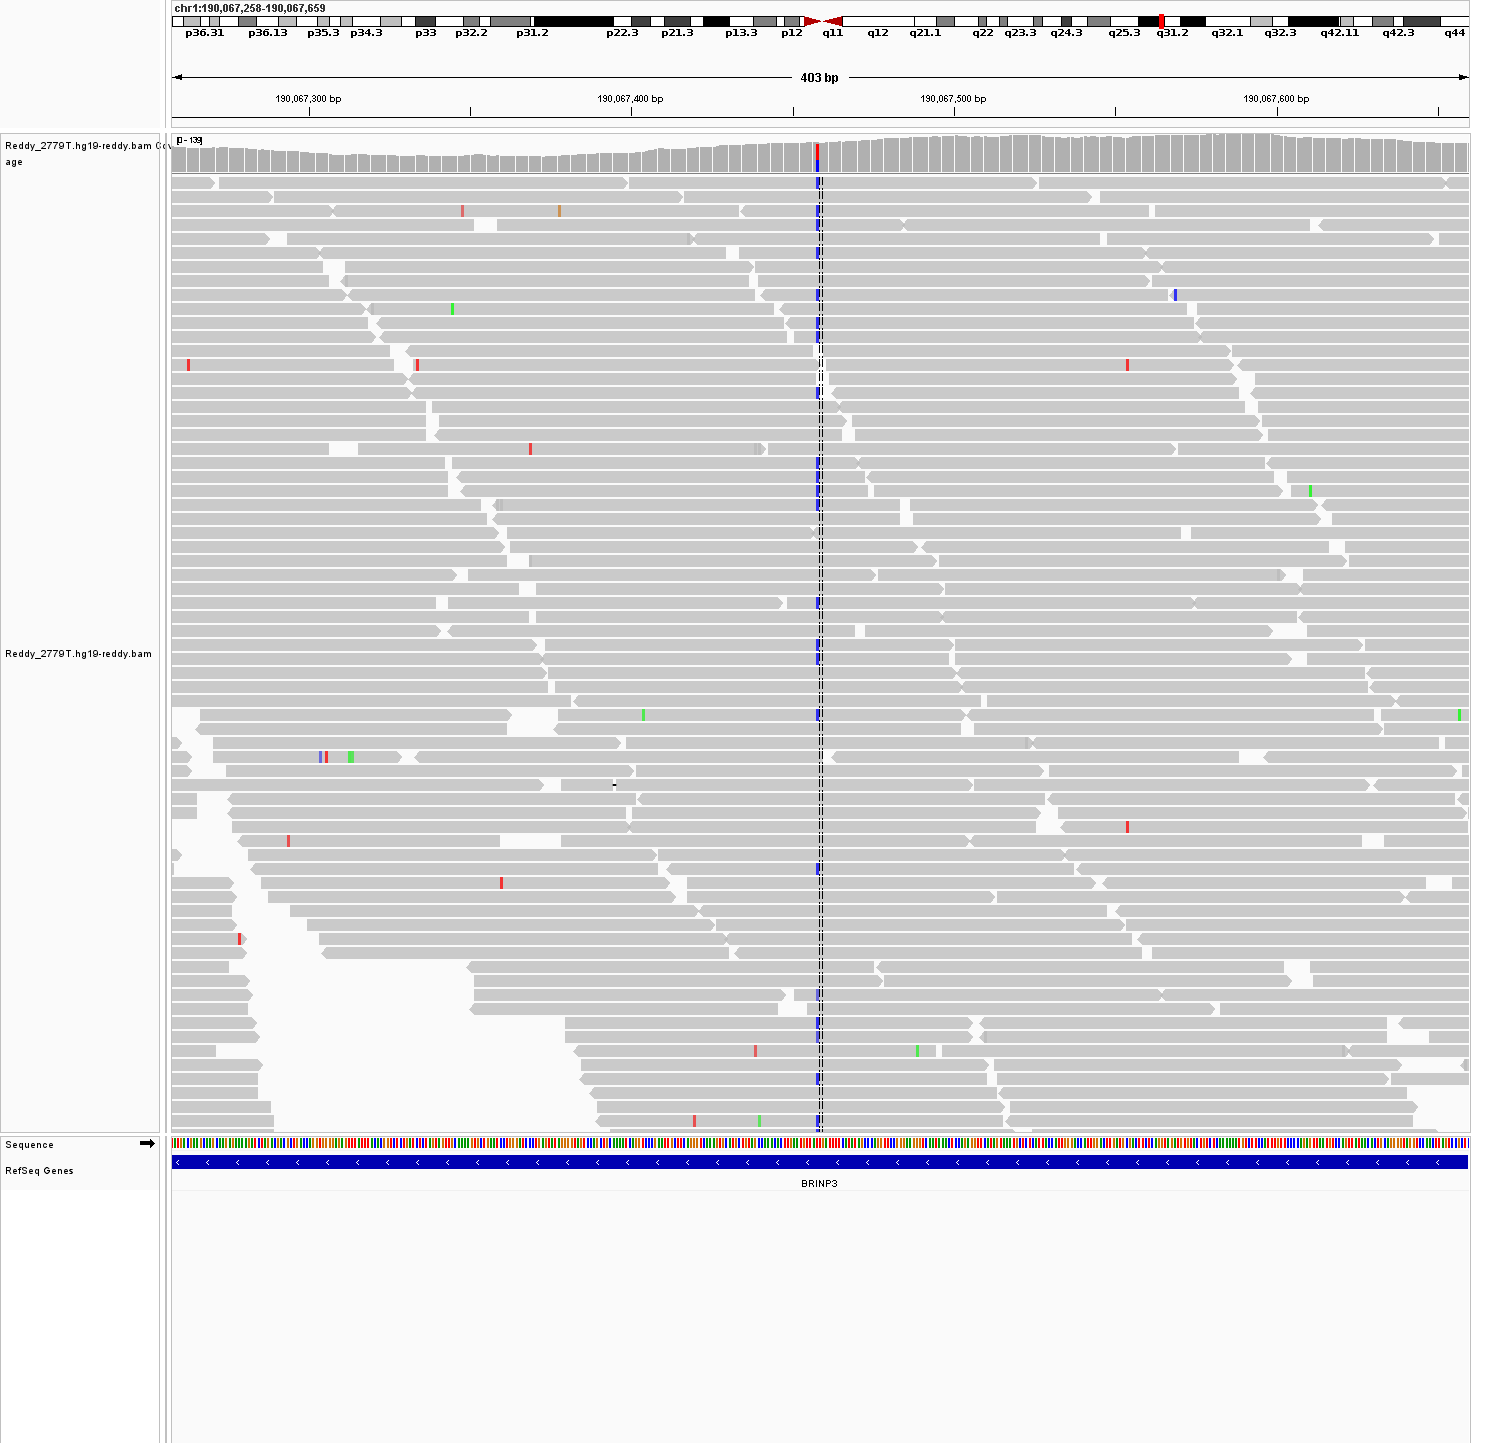 chr1:190,067,258-190,067,659
p36.31 p36.13 p35.3 p34.3 p33 p32.2 p31.2 p22.3 p21.3 p13.3 p12 q11 q12 q21.1 q22 q23.3 q24.3 q25.3 q31.2 q32.1 q32.3 q42.11 q42.3 q44
403 bp
190,067,300 bp 190,067,400 bp 190,067,500 bp 190,067,600 bp
[0 - 139]
Reddy_2779T.hg19-reddy.bam Cov
age
Reddy_2779T.hg19-reddy.bam
Sequence
RefSeq Genes
BRINP3